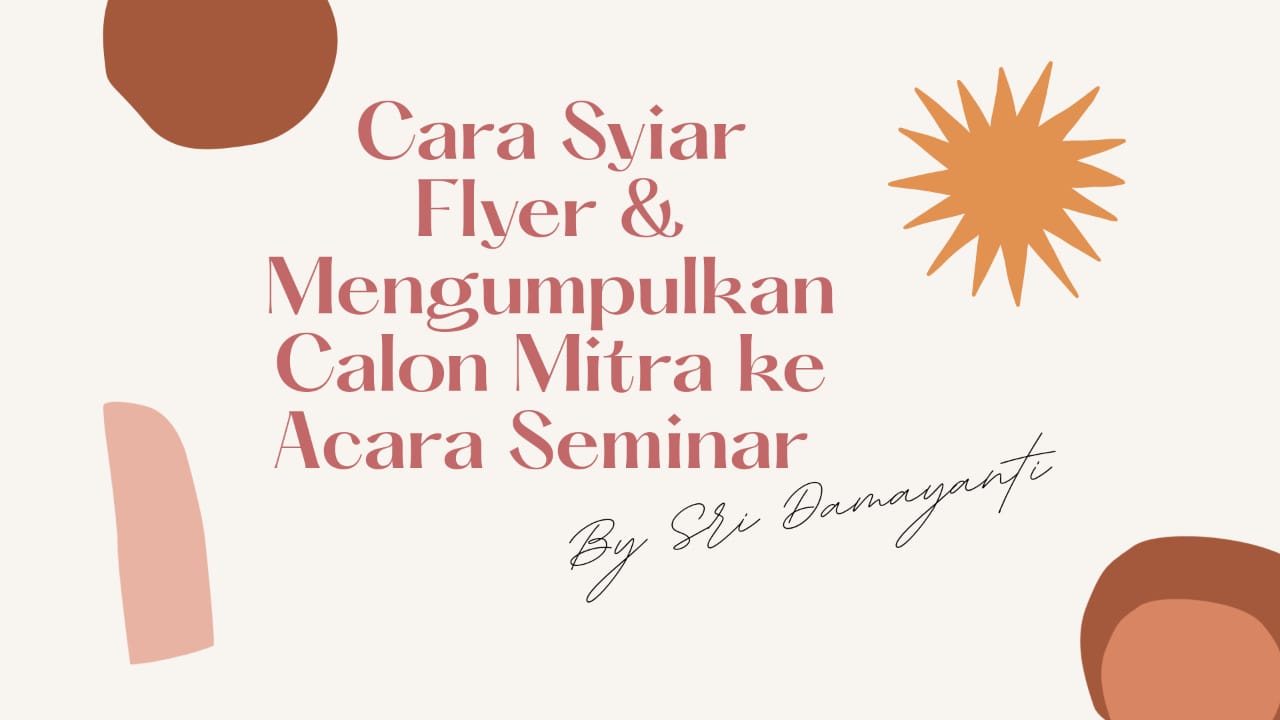 Cara Syiar
Flyer &
Mengumpulkan
Calon Mitra ke
Acara Seminar
By Sri Damayanti